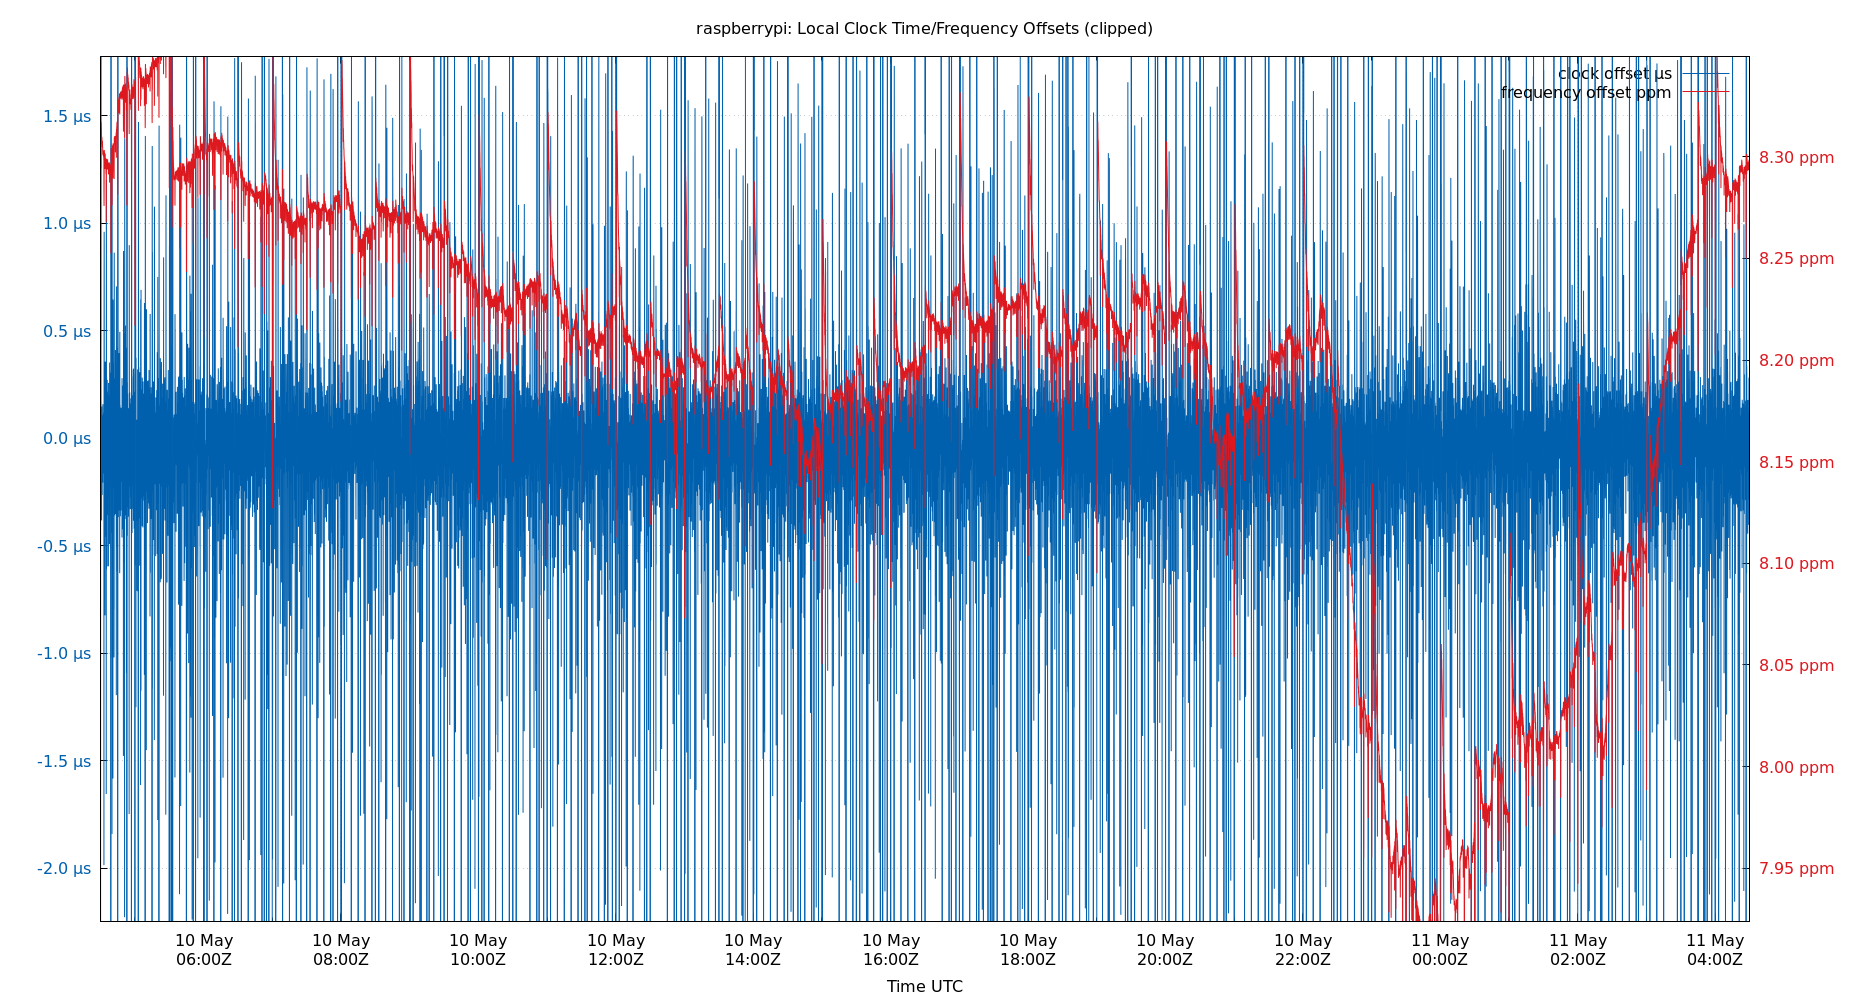 raspberrypi: Local Clock Time/Frequency Offsets (clipped)
clock offset µs
frequency offset ppm
1.5 µs
1.0 µs
0.5 µs
0.0 µs
-0.5 µs
-1.0 µs
-1.5 µs
-2.0 µs
8.30 ppm
8.25 ppm
8.20 ppm
8.15 ppm
8.10 ppm
8.05 ppm
8.00 ppm
7.95 ppm
10 May 10 May 10 May 10 May 10 May 10 May 10 May 10 May 10 May 11 May 11 May 11 May
06:00Z 08:00Z 10:00Z 12:00Z 14:00Z 16:00Z 18:00Z 20:00Z 22:00Z 00:00Z 02:00Z 04:00Z
Time UTC